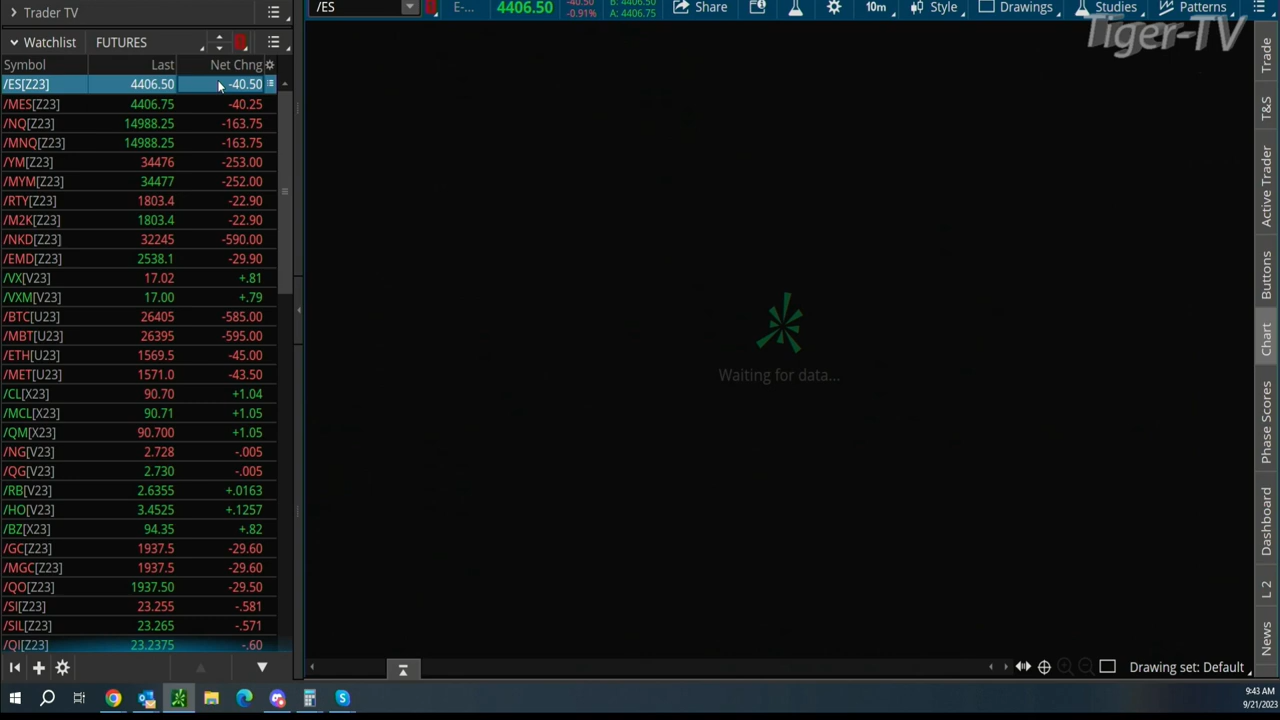 Trader TV
/ES
E-...
4406.50
-40.50
-0.91%
B: 4406.50
A: 4406.75
Share
10m
Style
Drawings
Studies
Patterns
Tiger-TV
Watchlist FUTURES
Symbol Last Net Chng
/ES[Z23] 4406.50 -40.50
/MES[Z23] 4406.75 -40.25
/NQ[Z23] 14988.25 -163.75
/MNQ[Z23] 14988.25 -163.75
/YM[Z23] 34476 -253.00
/MYM[Z23] 34477 -252.00
/RTY[Z23] 1803.4 -22.90
/M2K[Z23] 1803.4 -22.90
/NKD[Z23] 32245 -590.00
/EMD[Z23] 2538.1 -29.90
/VX[V23] 17.02 +.81
/VXM[V23] 17.00 +.79
/BTC[U23] 26405 -585.00
/MBT[U23] 26395 -595.00
/ETH[U23] 1569.5 -45.00
/MET[U23] 1571.0 -43.50
/CL[X23] 90.70 +1.04
/MCL[X23] 90.71 +1.05
/QM[X23] 90.700 +1.05
/NG[V23] 2.728 -.005
/QG[V23] 2.730 -.005
/RB[V23] 2.6355 +.0163
/HO[V23] 3.4525 +.1257
/BZ[X23] 94.35 +.82
/GC[Z23] 1937.5 -29.60
/MGC[Z23] 1937.5 -29.60
/QO[Z23] 1937.50 -29.50
/SI[Z23] 23.255 -.581
/SIL[Z23] 23.265 -.571
/QI[Z23] 23.2375 -.60
Waiting for data...
Trade
T&S
Active Trader
Buttons
Chart
Phase Scores
Dashboard
L 2
News
Drawing set: Default
9:43 AM
9/21/2023